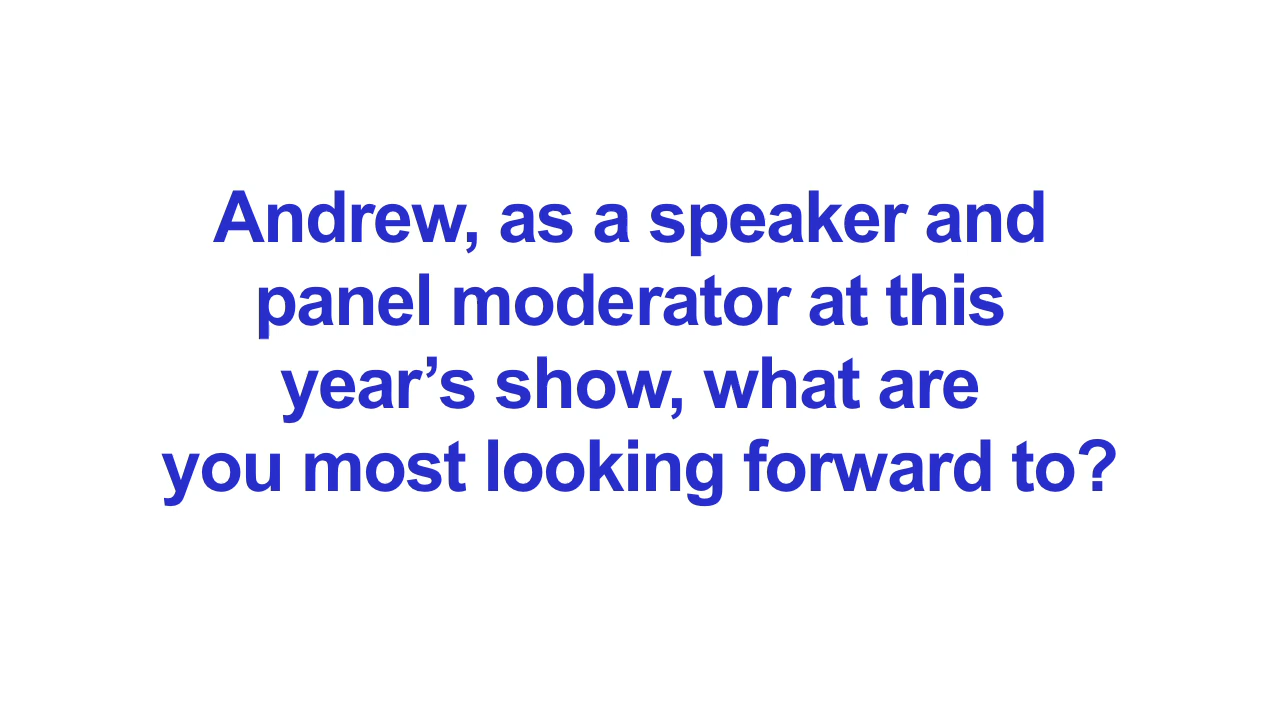 Andrew, as a speaker and
panel moderator at this
year’s show, what are
you most looking forward to?